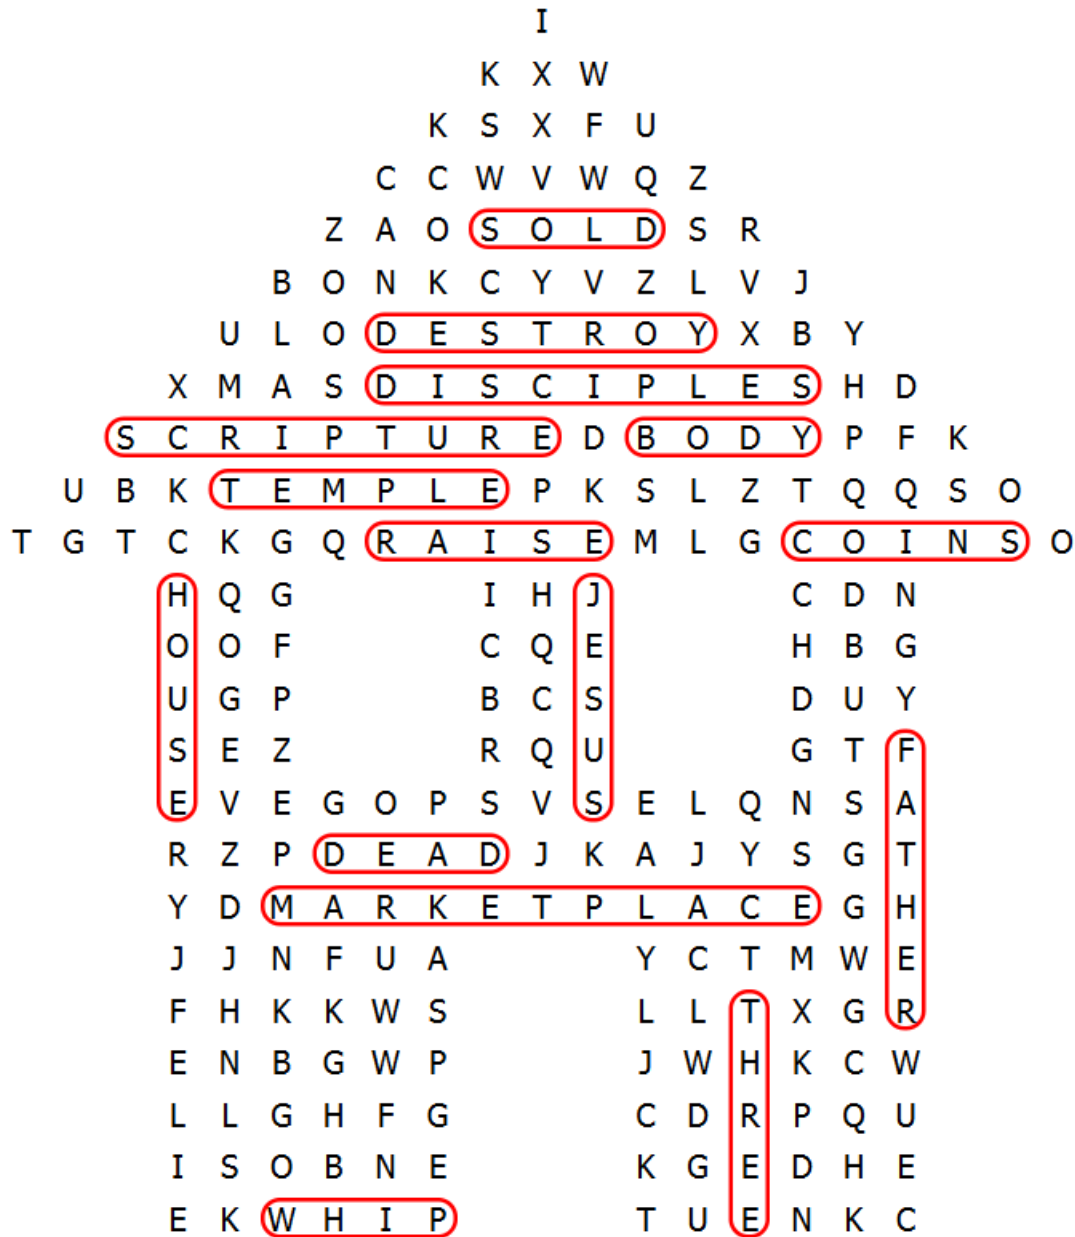 I
K X W
K S X F U
C C W V W Q Z
Z A O S O L D S R
B O N K C Y V Z L V J
U L O D E S T R O Y X B Y
X M A S D I S C I P L E S H D
S C R I P T U R E D B O D Y P F K
U B K T E M P L E P K S L Z T Q Q S O
T G T C K G Q R A I S E M L G C O I N S O
H Q G I H J C D N
O O F C Q E H B G
U G P B C S D U Y
S E Z R Q U G T F
E V E G O P S V S E L Q N S A
R Z P D E A D J K A J Y S G T
Y D M A R K E T P L A C E G H
J J N F U A Y C T M W E
F H K K W S L L T X G R
E N B G W P J W H K C W
L L G H F G C D R P Q U
I S O B N E K G E D H E
E K W H I P T U E N K C